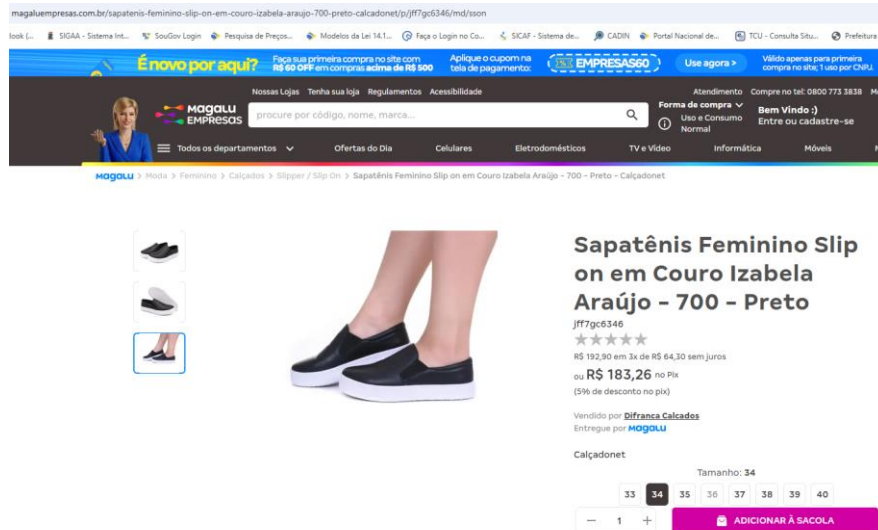 magaluempresas.com.br/sapatenis-feminino-slip-on-em-couro-izabela-araujo-700-preto-calcadonet/p/jff7gc6346/md/sson
look (...
SIGAA - Sistema Int...
SouGov Login
Pesquisa de Preços...
Modelos da Lei 14.1...
Faça o Login no Co...
SICAF - Sistema de...
CADIN
Portal Nacional de...
TCU - Consulta Situ...
Prefeitura
É novo por aqui?
Faça sua primeira compra no site com
R$ 60 OFF em compras acima de R$ 500
Aplique o cupom na
tela de pagamento:
EMPRESAS60
Use agora >
Válido apenas para primeira
compra no site; 1 uso por CNPJ.
Nossas Lojas Tenha sua loja Regulamentos Acessibilidade
Atendimento Compre no tel: 0800 773 3838
MAGALU
EMPRESAS
procure por código, nome, marca...
Forma de compra
Uso e Consumo
Normal
Bem Vindo :)
Entre ou cadastre-se
Todos os departamentos
Ofertas do Dia
Celulares
Eletrodomésticos
TV e Vídeo
Informática
Móveis
MAGALU > Moda > Feminino > Calçados > Slipper / Slip On > Sapatênis Feminino Slip on em Couro Izabela Araújo - 700 - Preto - Calçadonet
Sapatênis Feminino Slip
on em Couro Izabela
Araújo - 700 - Preto
jff7gc6346
R$ 192,90 em 3x de R$ 64,30 sem juros
ou R$ 183,26 no Pix
(5% de desconto no pix)
Vendido por Difranca Calcados
Entregue por MAGALU
Calçadonet
Tamanho: 34
33 34 35 36 37 38 39 40
− 1 +
ADICIONAR À SACOLA